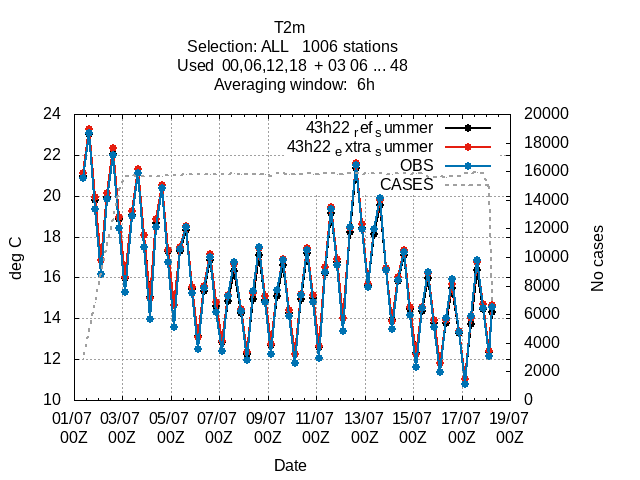 T2m
Selection: ALL   1006 stations
Used  00,06,12,18  + 03 06 ... 48
Averaging window:  6h
24
22
20
18
16
14
12
10
deg C
20000
18000
16000
14000
12000
10000
8000
6000
4000
2000
0
No cases
43h22 ref summer
43h22 extra summer
OBS
CASES
01/07 03/07 05/07 07/07 09/07 11/07 13/07 15/07 17/07 19/07
00Z 00Z 00Z 00Z 00Z 00Z 00Z 00Z 00Z 00Z
Date